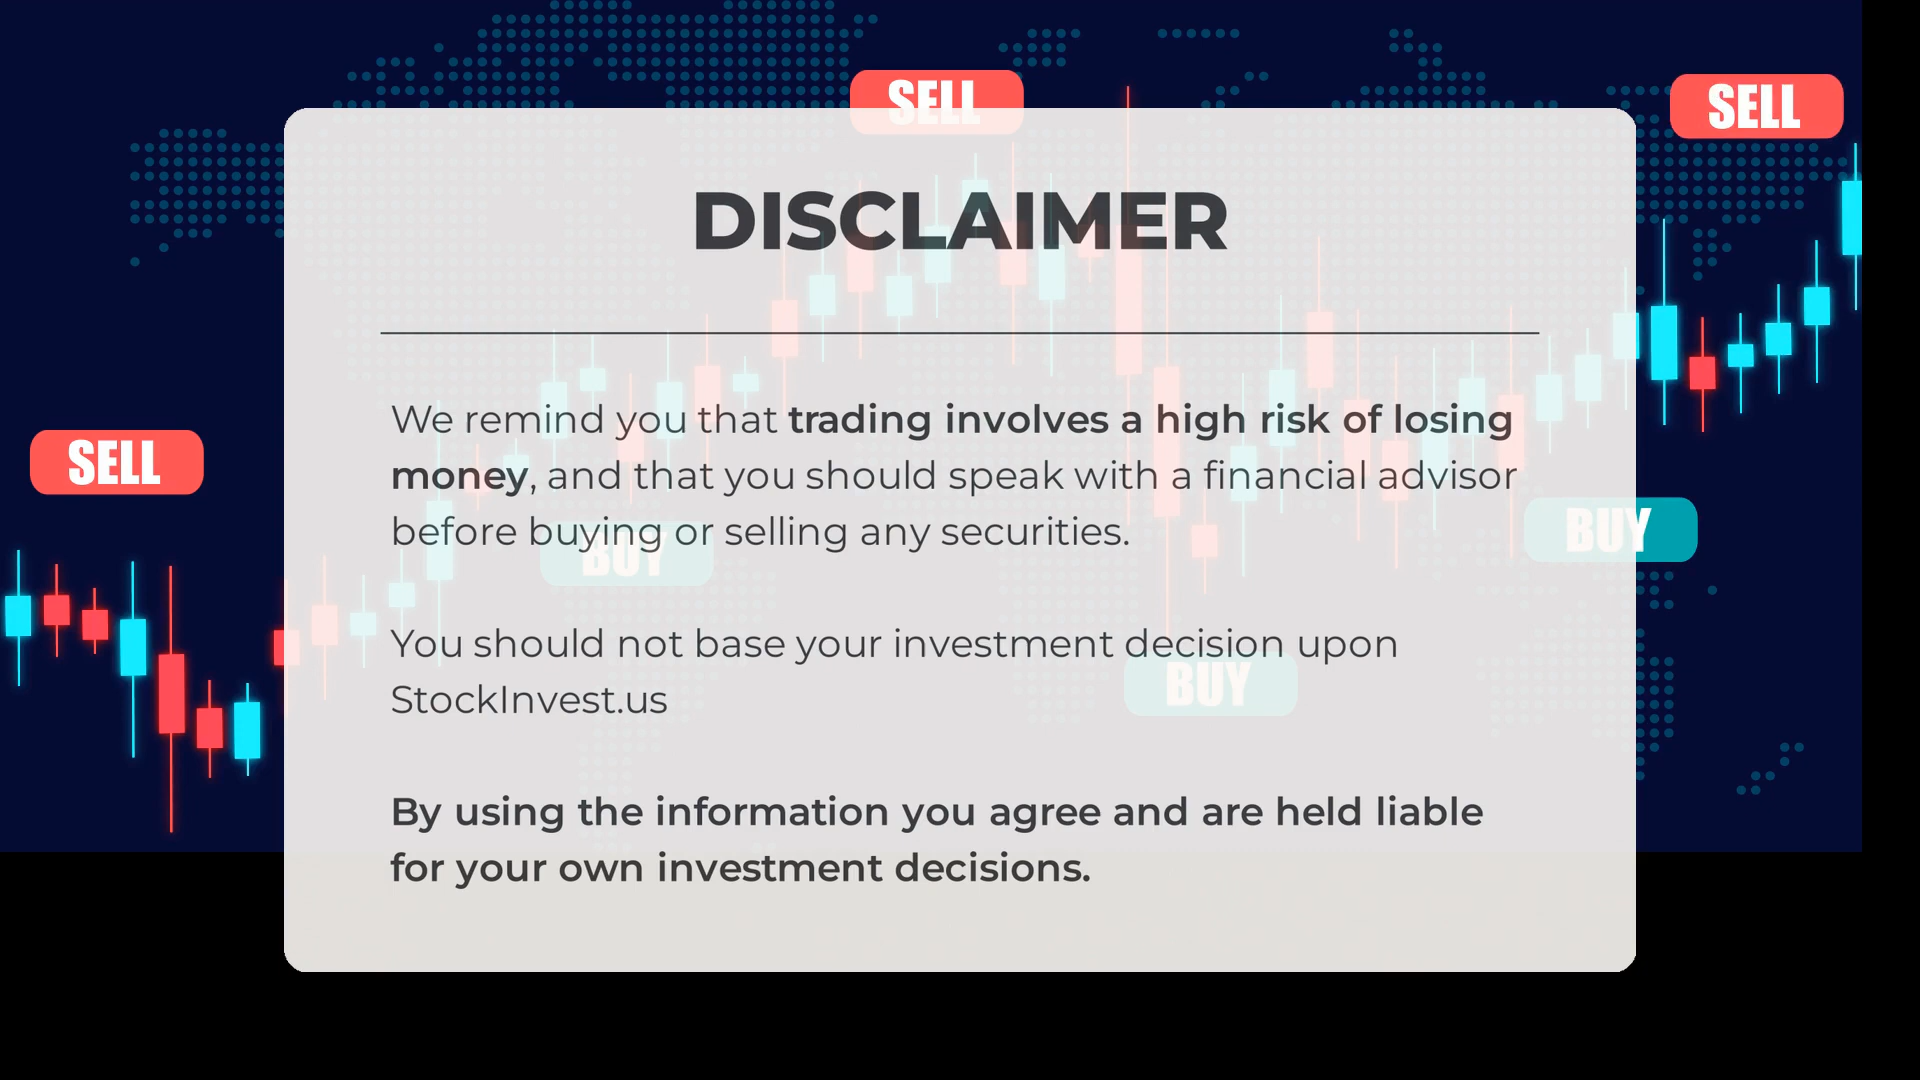 SELL
SELL
DISCLAIMER
We remind you that trading involves a high risk of losing
money, and that you should speak with a financial advisor
before buying or selling any securities.
SELL
BUY
BUY
You should not base your investment decision upon
StockInvest.us
BUY
By using the information you agree and are held liable
for your own investment decisions.